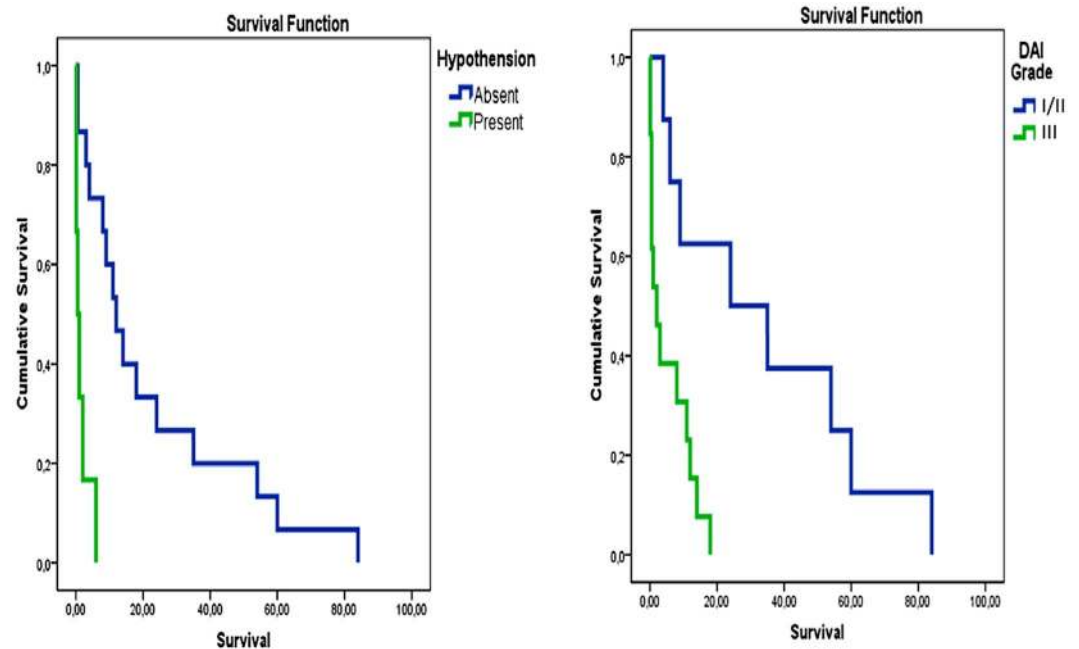 Survival Function
Hypothension
Absent
Present
1,0
0,8
0,6
0,4
0,2
0,0
Cumulative Survival
0,00 20,00 40,00 60,00 80,00 100,00
Survival
Survival Function
DAI
Grade
I/II
III
1,0
0,8
0,6
0,4
0,2
0,0
Cumulative Survival
0,00 20,00 40,00 60,00 80,00 100,00
Survival